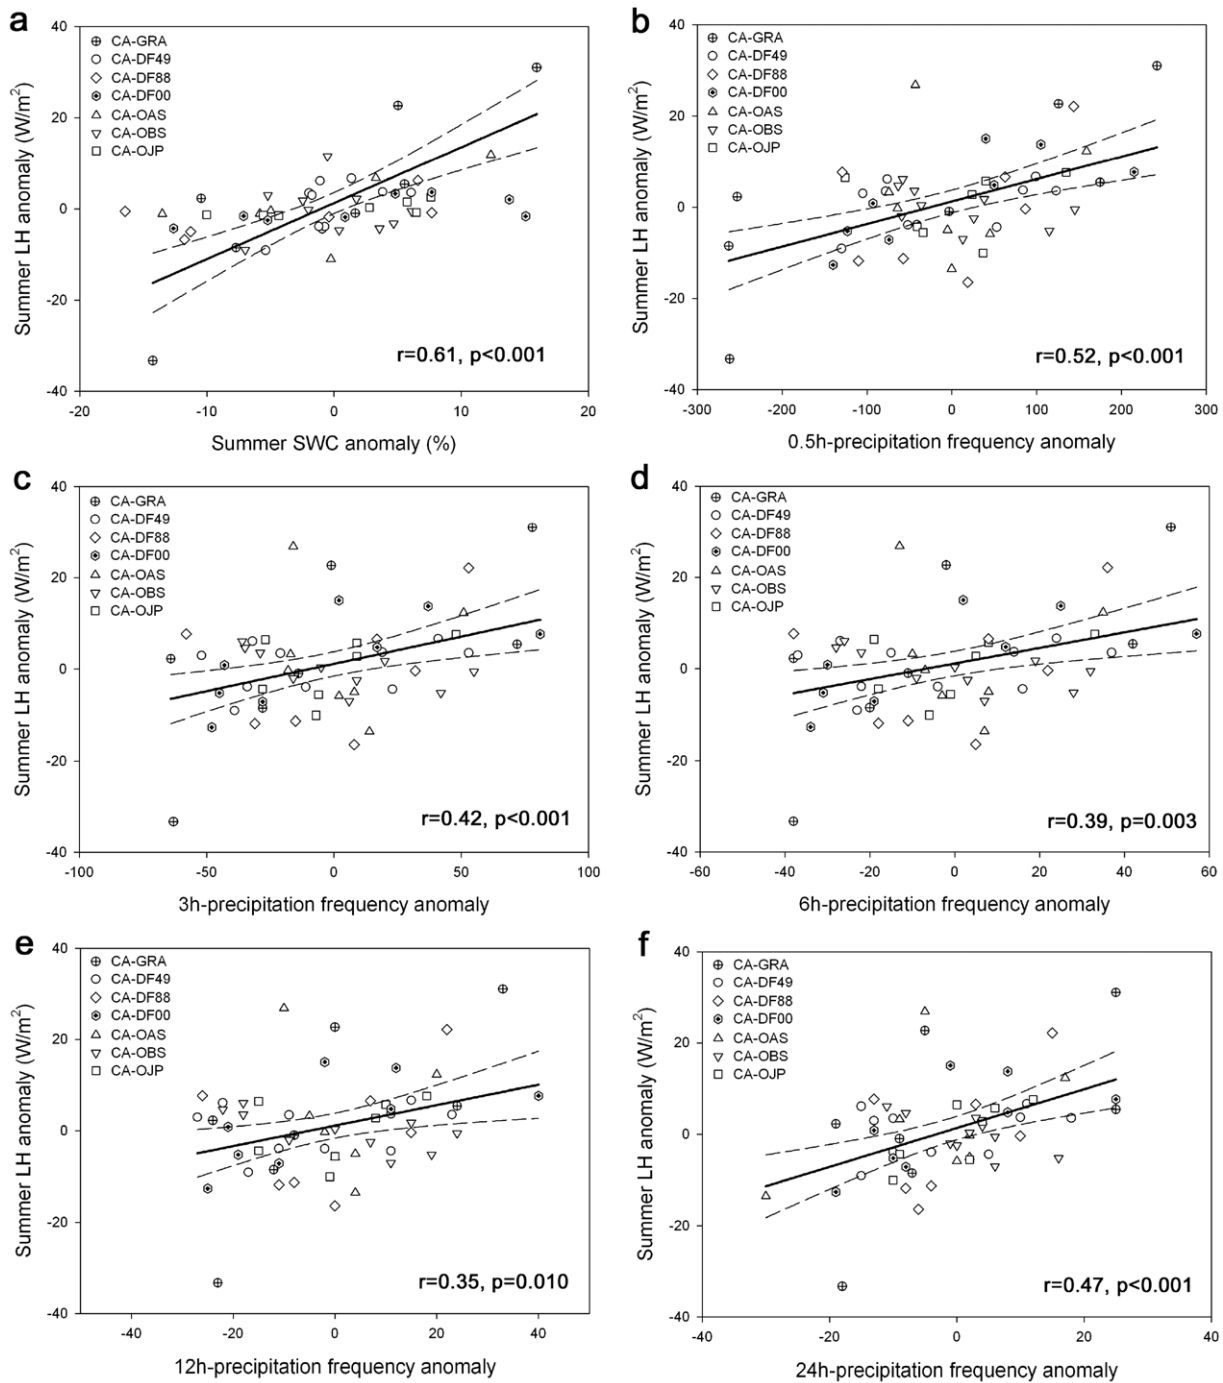 a
40
20
0
-20
-40
Summer LH anomaly (W/m²)
CA-GRA
CA-DF49
CA-DF88
CA-DF00
CA-OAS
CA-OBS
CA-OJP
r=0.61, p<0.001
-20 -10 0 10 20
Summer SWC anomaly (%)
b
40
20
0
-20
-40
Summer LH anomaly (W/m²)
CA-GRA
CA-DF49
CA-DF88
CA-DF00
CA-OAS
CA-OBS
CA-OJP
r=0.52, p<0.001
-300 -200 -100 0 100 200 300
0.5h-precipitation frequency anomaly
c
40
20
0
-20
-40
Summer LH anomaly (W/m²)
CA-GRA
CA-DF49
CA-DF88
CA-DF00
CA-OAS
CA-OBS
CA-OJP
r=0.42, p<0.001
-100 -50 0 50 100
3h-precipitation frequency anomaly
d
40
20
0
-20
-40
Summer LH anomaly (W/m²)
CA-GRA
CA-DF49
CA-DF88
CA-DF00
CA-OAS
CA-OBS
CA-OJP
r=0.39, p=0.003
-60 -40 -20 0 20 40 60
6h-precipitation frequency anomaly
e
40
20
0
-20
-40
Summer LH anomaly (W/m²)
CA-GRA
CA-DF49
CA-DF88
CA-DF00
CA-OAS
CA-OBS
CA-OJP
r=0.35, p=0.010
-40 -20 0 20 40
12h-precipitation frequency anomaly
f
40
20
0
-20
-40
Summer LH anomaly (W/m²)
CA-GRA
CA-DF49
CA-DF88
CA-DF00
CA-OAS
CA-OBS
CA-OJP
r=0.47, p<0.001
-40 -20 0 20 40
24h-precipitation frequency anomaly